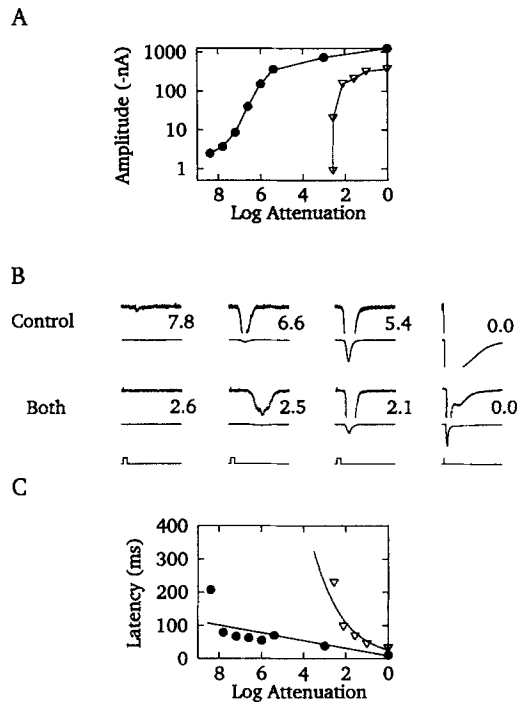 A
Amplitude (-nA)
1000
100
10
1
8 6 4 2 0
Log Attenuation
B
Control
7.8 6.6 5.4 0.0
Both
2.6 2.5 2.1 0.0
C
Latency (ms)
400
300
200
100
0
8 6 4 2 0
Log Attenuation